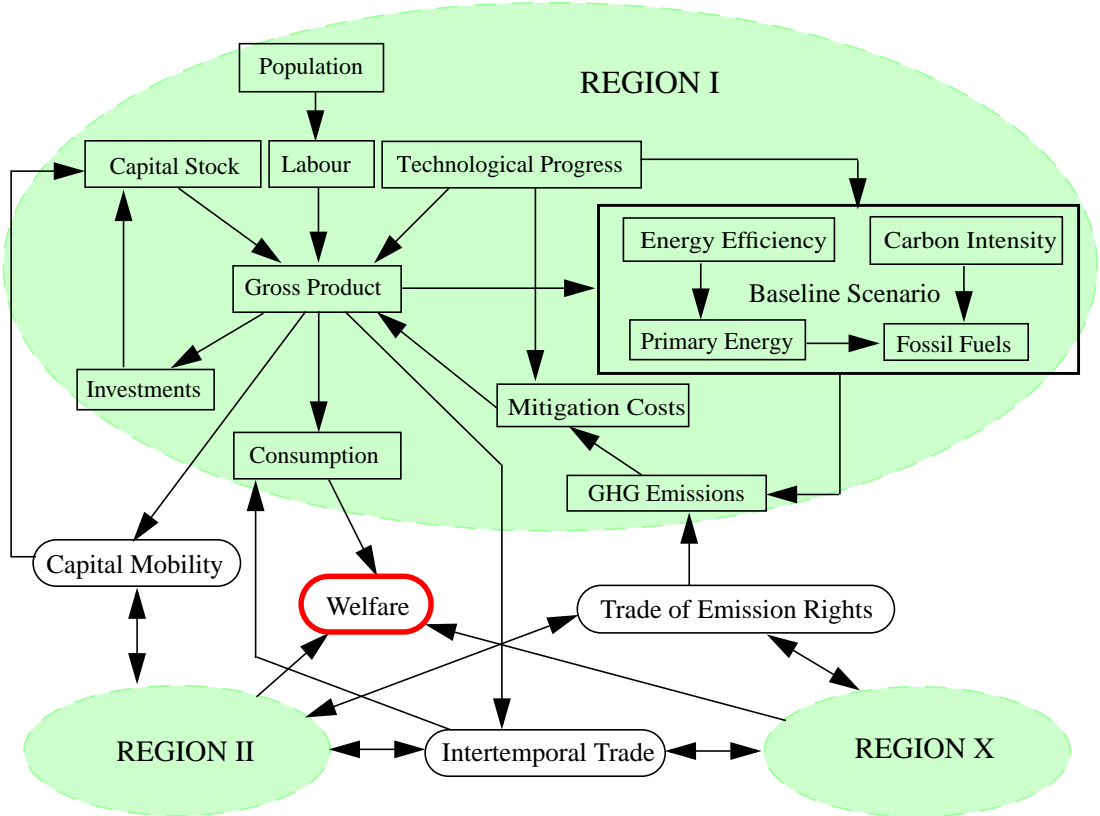 Population
REGION I
Capital Stock
Labour
Technological Progress
Energy Efficiency
Carbon Intensity
Gross Product
Baseline Scenario
Primary Energy
Fossil Fuels
Investments
Mitigation Costs
Consumption
GHG Emissions
Capital Mobility
Welfare
Trade of Emission Rights
REGION II
Intertemporal Trade
REGION X